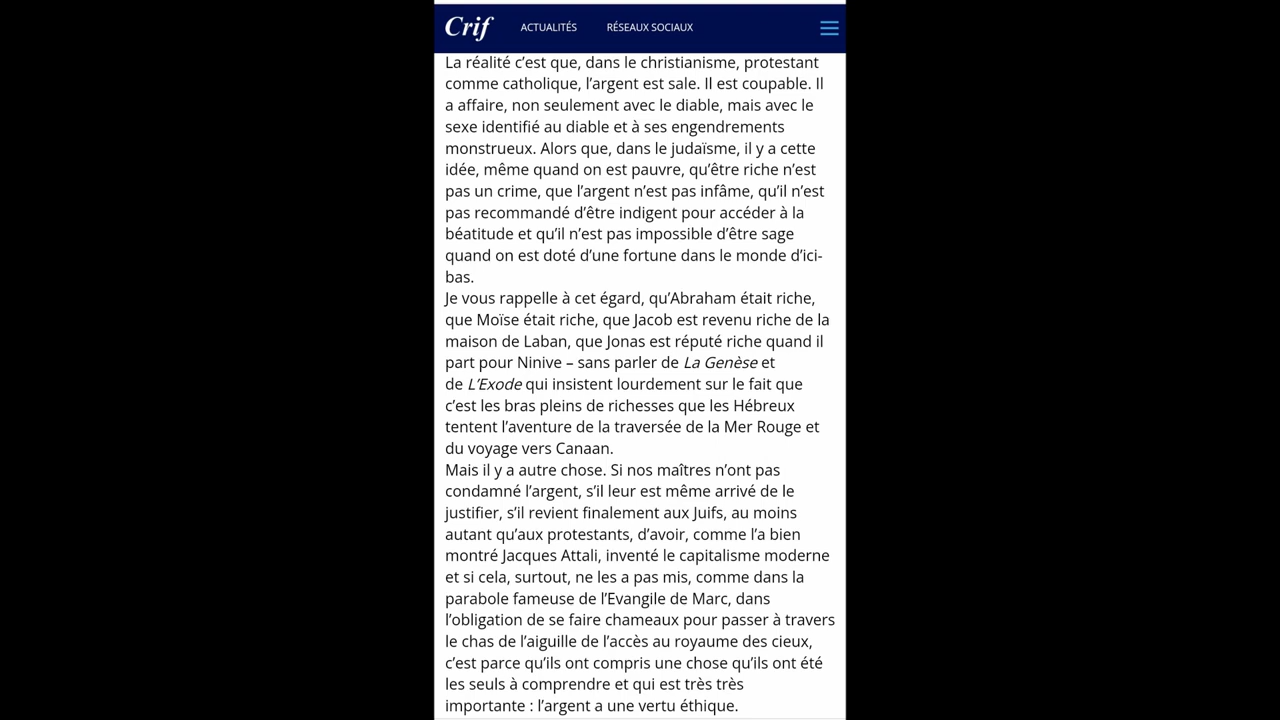 Crif ACTUALITÉS RÉSEAUX SOCIAUX
La réalité c’est que, dans le christianisme, protestant
comme catholique, l’argent est sale. Il est coupable. Il
a affaire, non seulement avec le diable, mais avec le
sexe identifié au diable et à ses engendrements
monstrueux. Alors que, dans le judaïsme, il y a cette
idée, même quand on est pauvre, qu’être riche n’est
pas un crime, que l’argent n’est pas infâme, qu’il n’est
pas recommandé d’être indigent pour accéder à la
béatitude et qu’il n’est pas impossible d’être sage
quand on est doté d’une fortune dans le monde d’ici-
bas.
Je vous rappelle à cet égard, qu’Abraham était riche,
que Moïse était riche, que Jacob est revenu riche de la
maison de Laban, que Jonas est réputé riche quand il
part pour Ninive – sans parler de La Genèse et
de L’Exode qui insistent lourdement sur le fait que
c’est les bras pleins de richesses que les Hébreux
tentent l’aventure de la traversée de la Mer Rouge et
du voyage vers Canaan.
Mais il y a autre chose. Si nos maîtres n’ont pas
condamné l’argent, s’il leur est même arrivé de le
justifier, s’il revient finalement aux Juifs, au moins
autant qu’aux protestants, d’avoir, comme l’a bien
montré Jacques Attali, inventé le capitalisme moderne
et si cela, surtout, ne les a pas mis, comme dans la
parabole fameuse de l’Evangile de Marc, dans
l’obligation de se faire chameaux pour passer à travers
le chas de l’aiguille de l’accès au royaume des cieux,
c’est parce qu’ils ont compris une chose qu’ils ont été
les seuls à comprendre et qui est très très
importante : l’argent a une vertu éthique.